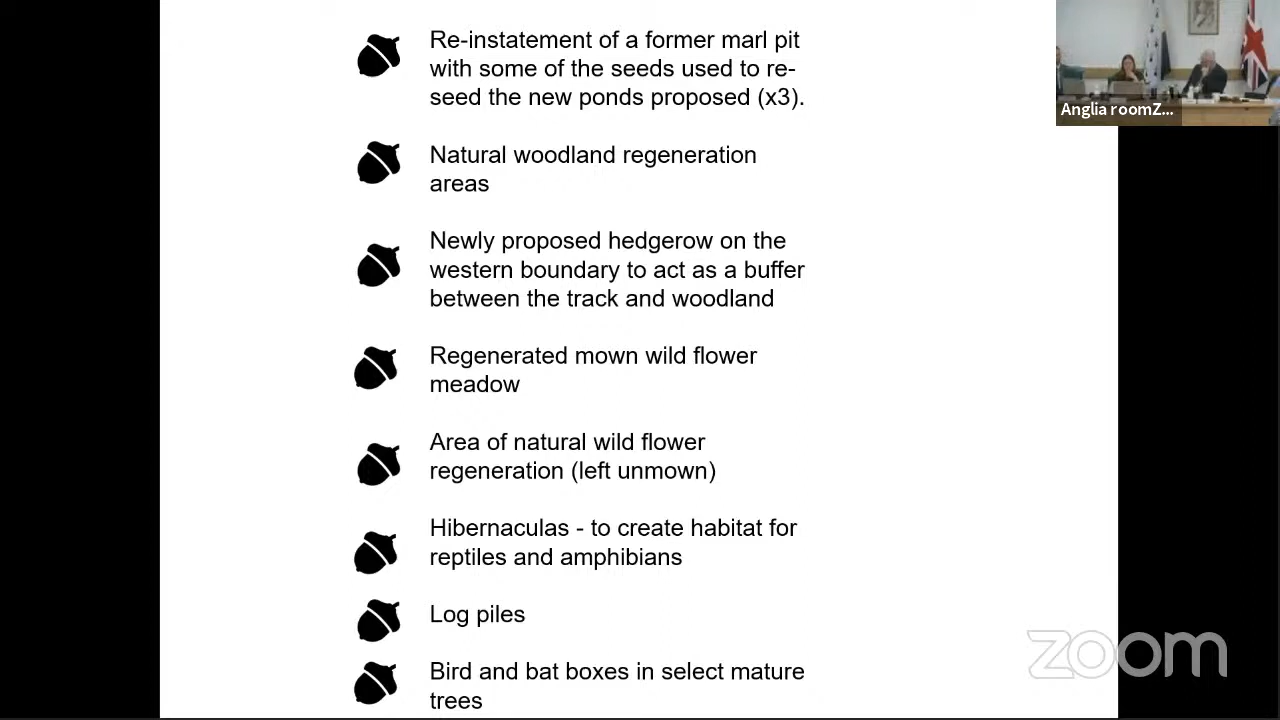 Re-instatement of a former marl pit
with some of the seeds used to re-
seed the new ponds proposed (x3).
Natural woodland regeneration
areas
Newly proposed hedgerow on the
western boundary to act as a buffer
between the track and woodland
Regenerated mown wild flower
meadow
Area of natural wild flower
regeneration (left unmown)
Hibernaculas - to create habitat for
reptiles and amphibians
Log piles
Bird and bat boxes in select mature
trees
Anglia roomZ...
zoom